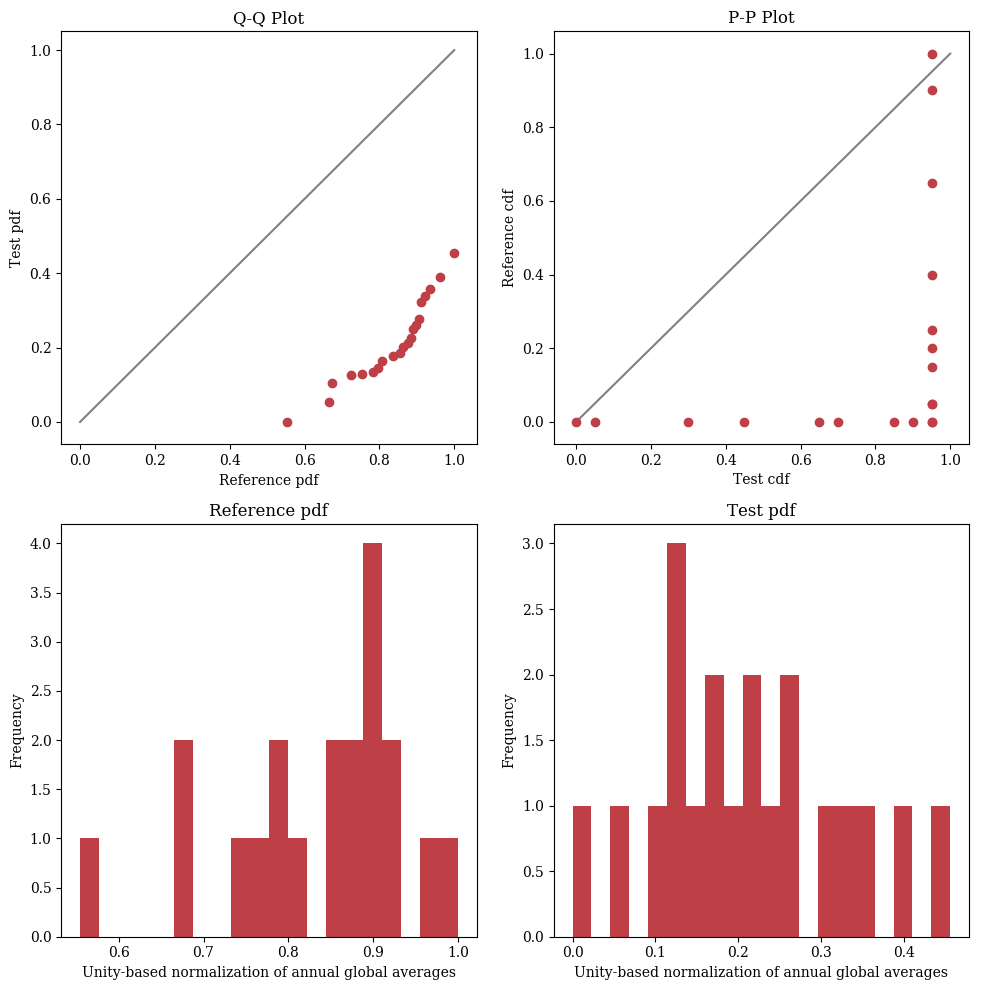 Q-Q Plot
1.0
0.8
0.6
0.4
0.2
0.0
Test pdf
0.0 0.2 0.4 0.6 0.8 1.0
Reference pdf
P-P Plot
1.0
0.8
0.6
0.4
0.2
0.0
Reference cdf
0.0 0.2 0.4 0.6 0.8 1.0
Test cdf
Reference pdf
4.0
3.5
3.0
2.5
2.0
1.5
1.0
0.5
0.0
Frequency
0.6 0.7 0.8 0.9 1.0
Unity-based normalization of annual global averages
Test pdf
3.0
2.5
2.0
1.5
1.0
0.5
0.0
Frequency
0.0 0.1 0.2 0.3 0.4
Unity-based normalization of annual global averages